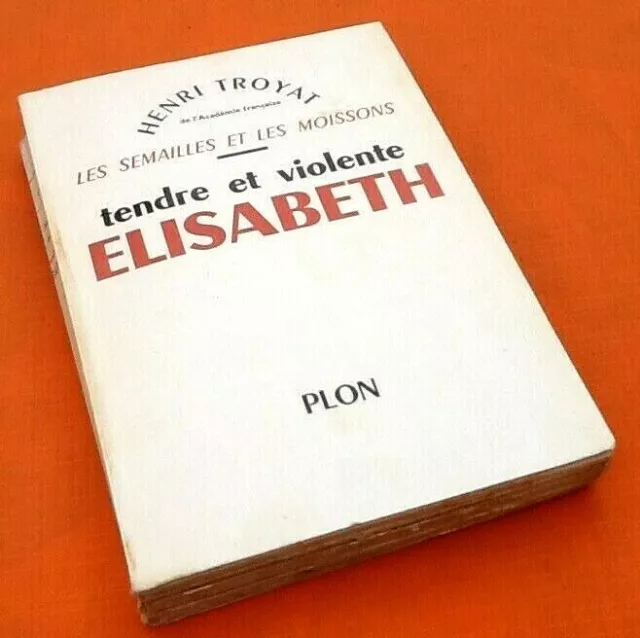 HENRI TROYAT
de l'Académie française
LES SEMAILLES ET LES MOISSONS
tendre et violente
ELISABETH
PLON